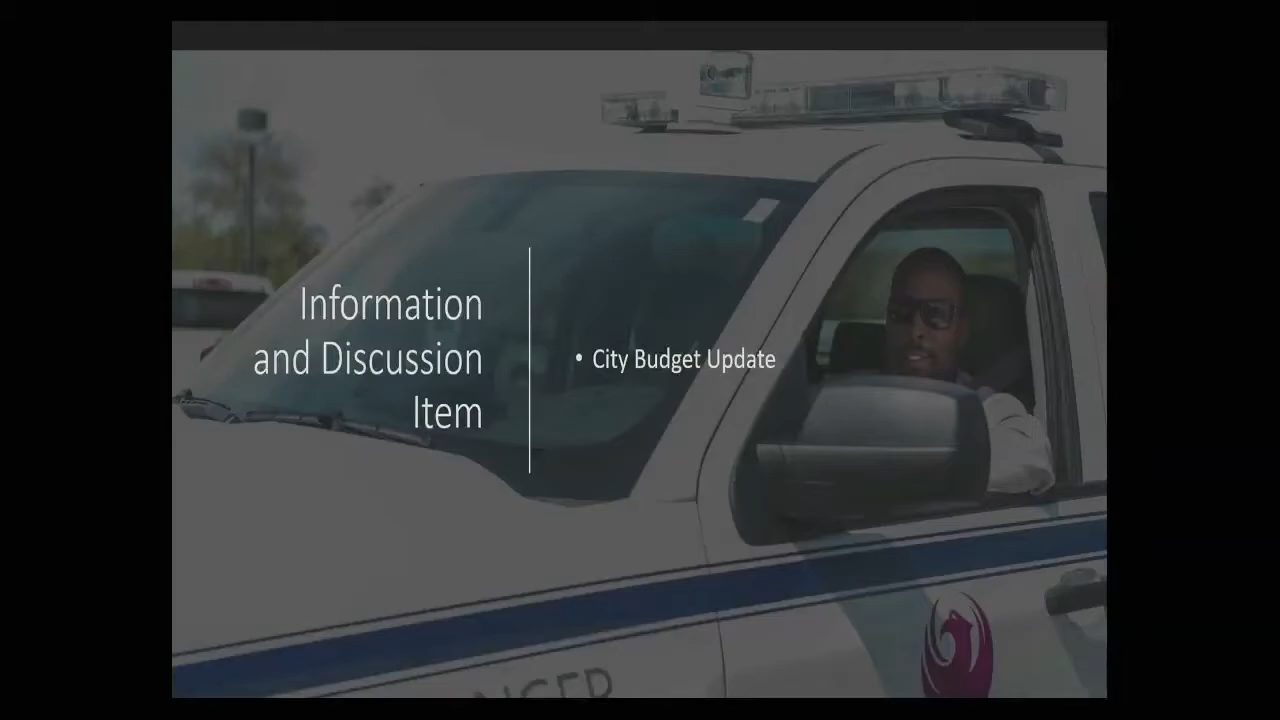 Information
and Discussion
Item
• City Budget Update